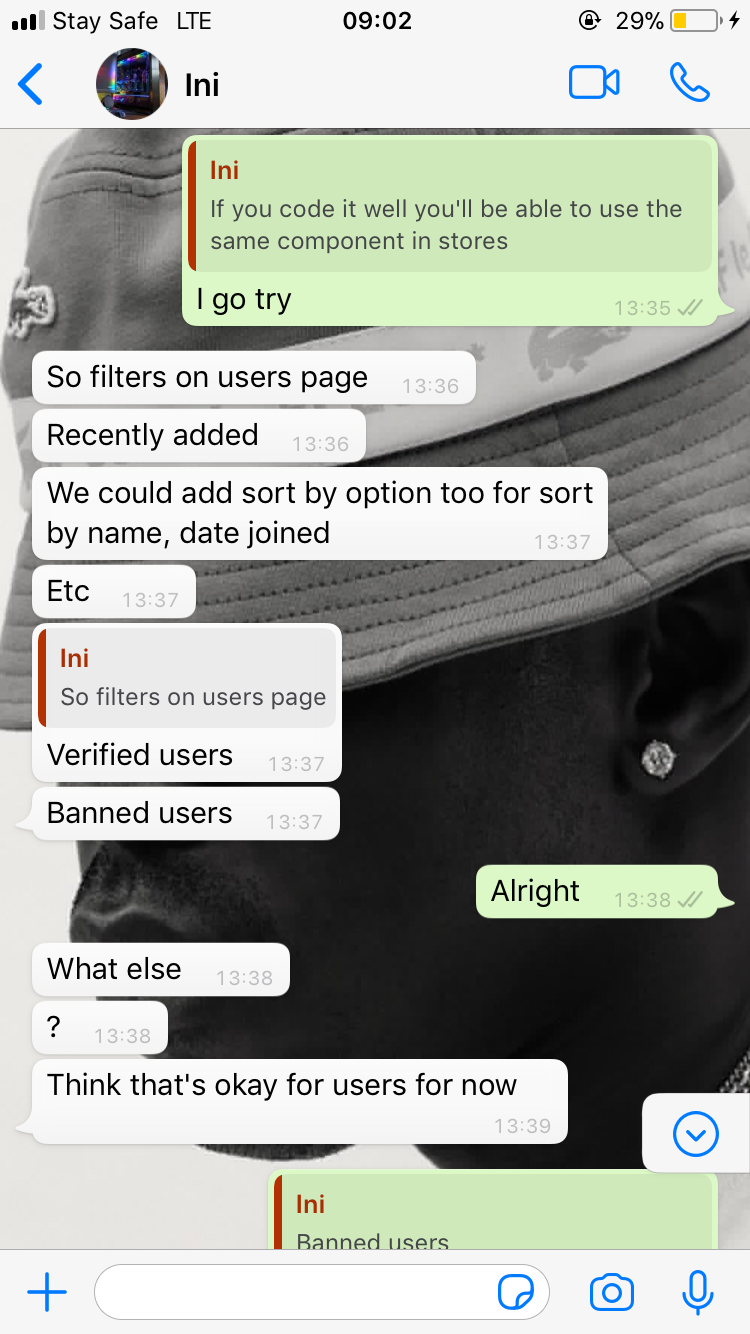 Stay Safe LTE 09:02 29%
Ini
Ini
If you code it well you'll be able to use the
same component in stores
I go try 13:35
So filters on users page 13:36
Recently added 13:36
We could add sort by option too for sort
by name, date joined 13:37
Etc 13:37
Ini
So filters on users page
Verified users 13:37
Banned users 13:37
Alright 13:38
What else 13:38
? 13:38
Think that's okay for users for now
13:39
Ini
Banned users